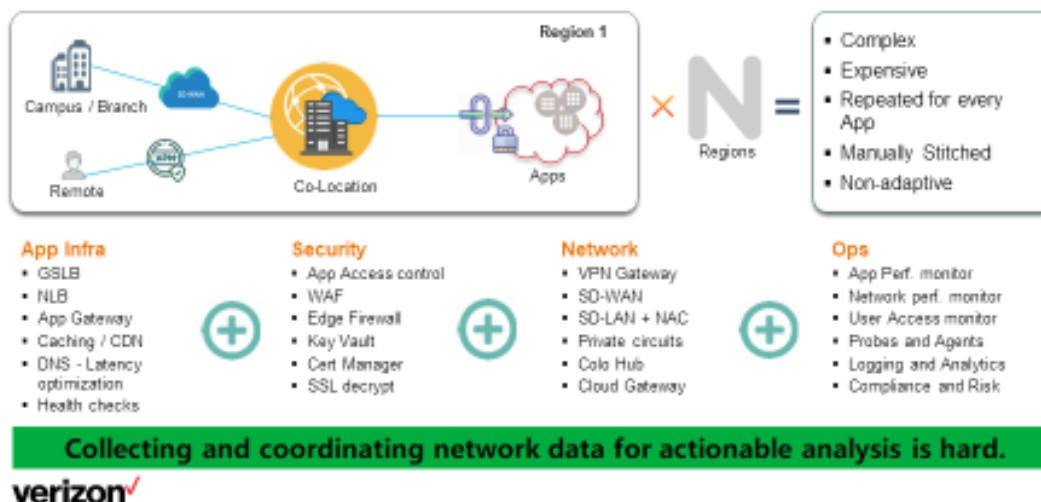 Region 1
Campus / Branch
SD-WAN
Remote
VPN
Co-Location
Apps
×
N
Regions
=
▪ Complex
▪ Expensive
▪ Repeated for every
App
▪ Manually Stitched
▪ Non-adaptive
App Infra
▪ GSLB
▪ NLB
▪ App Gateway
▪ Caching / CDN
▪ DNS - Latency
optimization
▪ Health checks
Security
▪ App Access control
▪ WAF
▪ Edge Firewall
▪ Key Vault
▪ Cert Manager
▪ SSL decrypt
Network
▪ VPN Gateway
▪ SD-WAN
▪ SD-LAN + NAC
▪ Private circuits
▪ Colo Hub
▪ Cloud Gateway
Ops
▪ App Perf. monitor
▪ Network perf. monitor
▪ User Access monitor
▪ Probes and Agents
▪ Logging and Analytics
▪ Compliance and Risk
Collecting and coordinating network data for actionable analysis is hard.
verizon✓